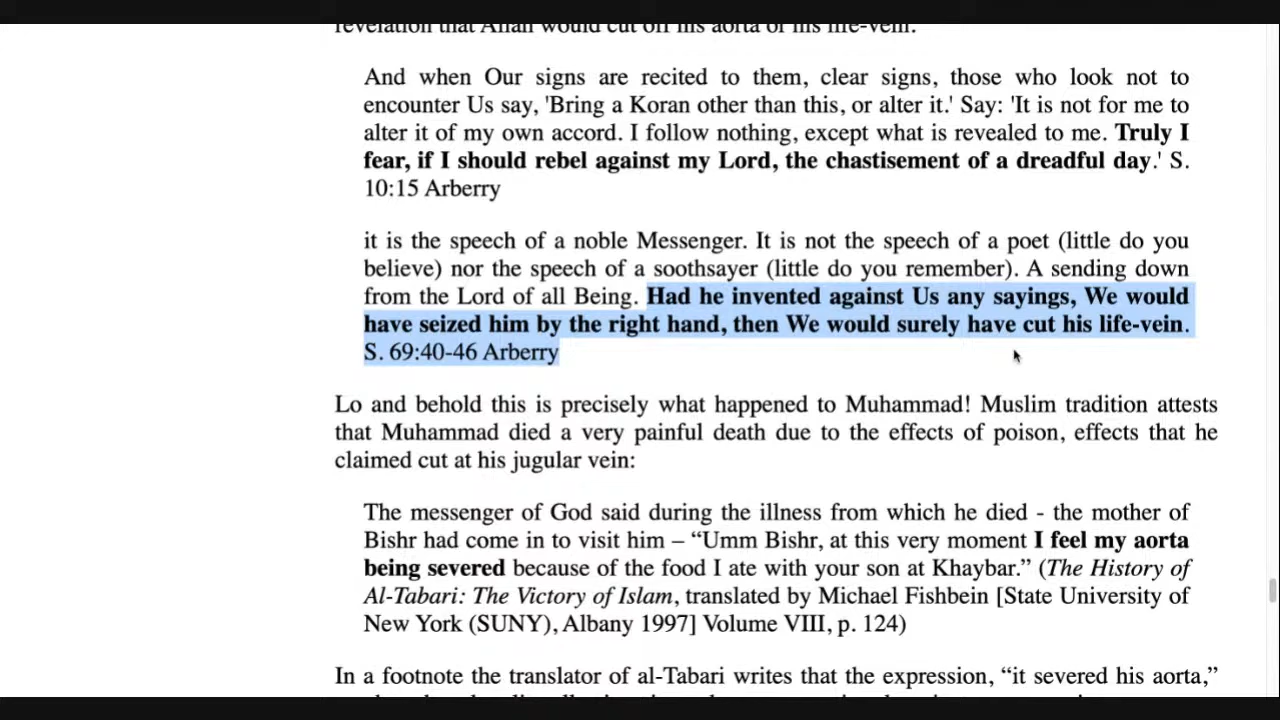 revelation that Allah would cut off his aorta or his life-vein.
And when Our signs are recited to them, clear signs, those who look not to
encounter Us say, 'Bring a Koran other than this, or alter it.' Say: 'It is not for me to
alter it of my own accord. I follow nothing, except what is revealed to me. Truly I
fear, if I should rebel against my Lord, the chastisement of a dreadful day.' S.
10:15 Arberry
it is the speech of a noble Messenger. It is not the speech of a poet (little do you
believe) nor the speech of a soothsayer (little do you remember). A sending down
from the Lord of all Being. Had he invented against Us any sayings, We would
have seized him by the right hand, then We would surely have cut his life-vein.
S. 69:40-46 Arberry
Lo and behold this is precisely what happened to Muhammad! Muslim tradition attests
that Muhammad died a very painful death due to the effects of poison, effects that he
claimed cut at his jugular vein:
The messenger of God said during the illness from which he died - the mother of
Bishr had come in to visit him – “Umm Bishr, at this very moment I feel my aorta
being severed because of the food I ate with your son at Khaybar.” (The History of
Al-Tabari: The Victory of Islam, translated by Michael Fishbein [State University of
New York (SUNY), Albany 1997] Volume VIII, p. 124)
In a footnote the translator of al-Tabari writes that the expression, “it severed his aorta,”